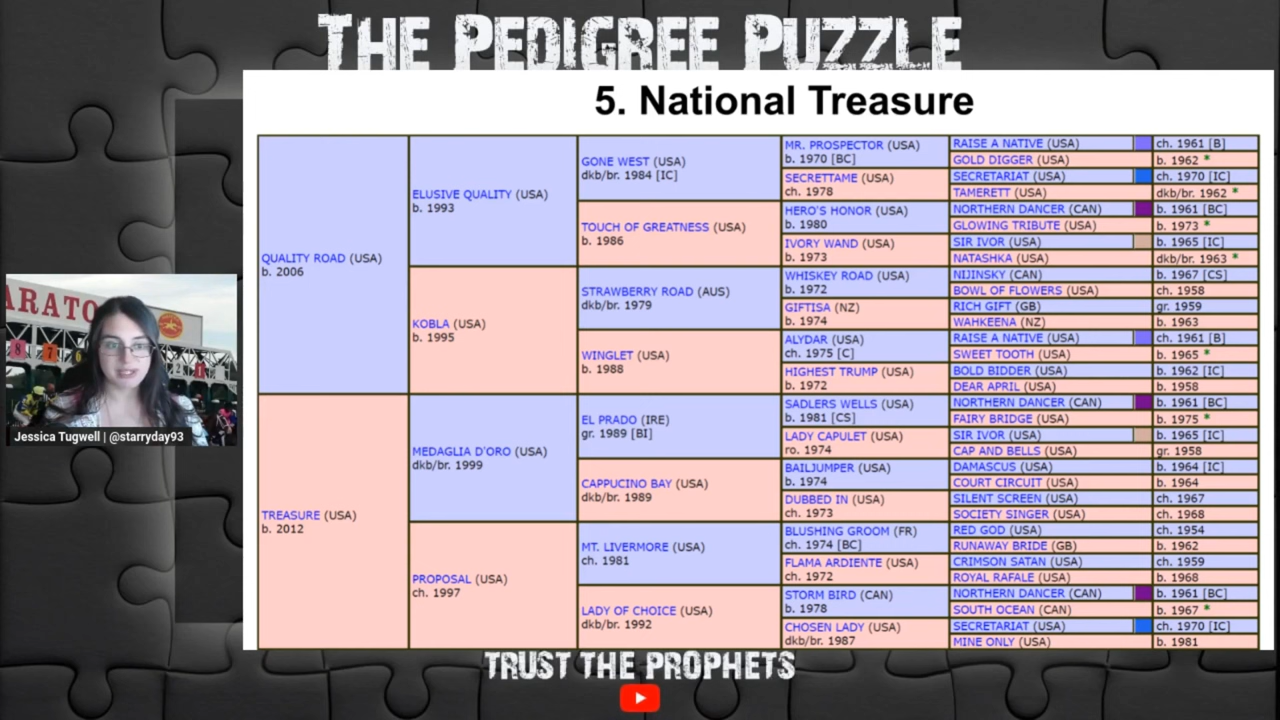 THE PEDIGREE PUZZLE
5. National Treasure
QUALITY ROAD (USA)
b. 2006
TREASURE (USA)
b. 2012
ELUSIVE QUALITY (USA)
b. 1993
KOBLA (USA)
b. 1995
MEDAGLIA D'ORO (USA)
dkb/br. 1999
PROPOSAL (USA)
ch. 1997
GONE WEST (USA)
dkb/br. 1984 [IC]
TOUCH OF GREATNESS (USA)
b. 1986
STRAWBERRY ROAD (AUS)
dkb/br. 1979
WINGLET (USA)
b. 1988
EL PRADO (IRE)
gr. 1989 [BI]
CAPPUCINO BAY (USA)
dkb/br. 1989
MT. LIVERMORE (USA)
ch. 1981
LADY OF CHOICE (USA)
dkb/br. 1992
MR. PROSPECTOR (USA)
b. 1970 [BC]
SECRETTAME (USA)
ch. 1978
HERO'S HONOR (USA)
b. 1980
IVORY WAND (USA)
b. 1973
WHISKEY ROAD (USA)
b. 1972
GIFTISA (NZ)
b. 1974
ALYDAR (USA)
ch. 1975 [C]
HIGHEST TRUMP (USA)
b. 1972
SADLERS WELLS (USA)
b. 1981 [CS]
LADY CAPULET (USA)
ro. 1974
BAILJUMPER (USA)
b. 1974
DUBBED IN (USA)
ch. 1973
BLUSHING GROOM (FR)
ch. 1974 [BC]
FLAMA ARDIENTE (USA)
ch. 1972
STORM BIRD (CAN)
b. 1978
CHOSEN LADY (USA)
dkb/br. 1987
RAISE A NATIVE (USA) ch. 1961 [B]
GOLD DIGGER (USA) b. 1962 *
SECRETARIAT (USA) ch. 1970 [IC]
TAMERETT (USA) dkb/br. 1962 *
NORTHERN DANCER (CAN) b. 1961 [BC]
GLOWING TRIBUTE (USA) b. 1973 *
SIR IVOR (USA) b. 1965 [IC]
NATASHKA (USA) dkb/br. 1963 *
NIJINSKY (CAN) b. 1967 [CS]
BOWL OF FLOWERS (USA) ch. 1958
RICH GIFT (GB) gr. 1959
WAHKEENA (NZ) b. 1963
RAISE A NATIVE (USA) ch. 1961 [B]
SWEET TOOTH (USA) b. 1965 *
BOLD BIDDER (USA) b. 1962 [IC]
DEAR APRIL (USA) b. 1958
NORTHERN DANCER (CAN) b. 1961 [BC]
FAIRY BRIDGE (USA) b. 1975 *
SIR IVOR (USA) b. 1965 [IC]
CAP AND BELLS (USA) gr. 1958
DAMASCUS (USA) b. 1964 [IC]
COURT CIRCUIT (USA) b. 1964
SILENT SCREEN (USA) ch. 1967
SOCIETY SINGER (USA) ch. 1968
RED GOD (USA) ch. 1954
RUNAWAY BRIDE (GB) b. 1962
CRIMSON SATAN (USA) ch. 1959
ROYAL RAFALE (USA) b. 1968
NORTHERN DANCER (CAN) b. 1961 [BC]
SOUTH OCEAN (CAN) b. 1967 *
SECRETARIAT (USA) ch. 1970 [IC]
MINE ONLY (USA) b. 1981
ARATO
8 7 6 2 1
Jessica Tugwell | @starryday93
TRUST THE PROPHETS